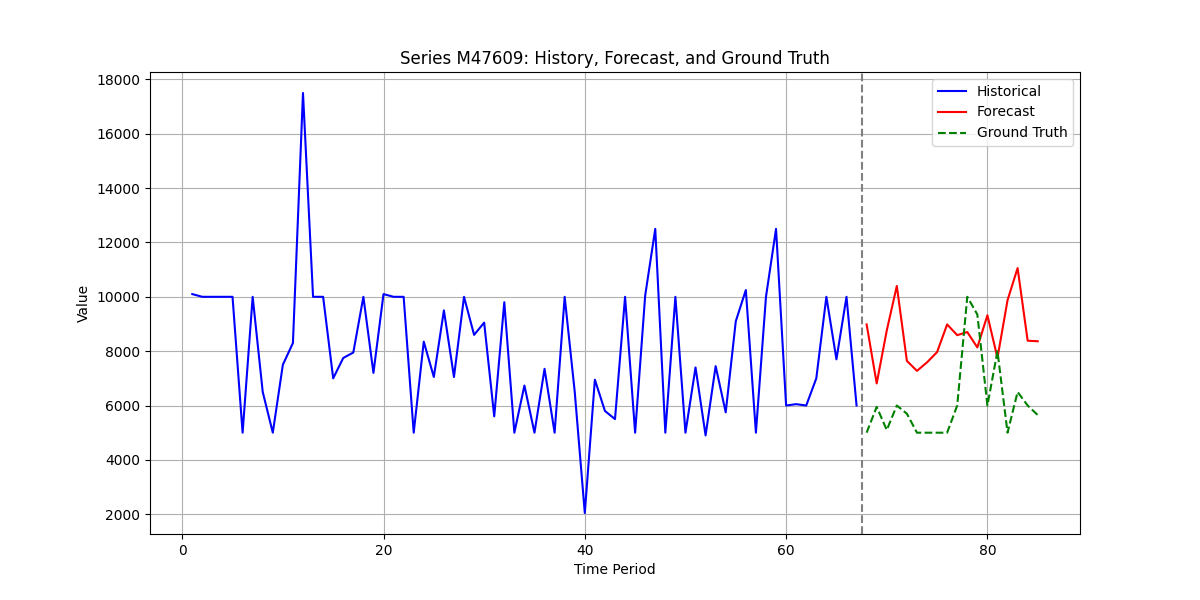 Series M47609: History, Forecast, and Ground Truth
18000
16000
14000
12000
10000
8000
6000
4000
2000
Value
0
20
40
60
80
Time Period
Historical
Forecast
Ground Truth